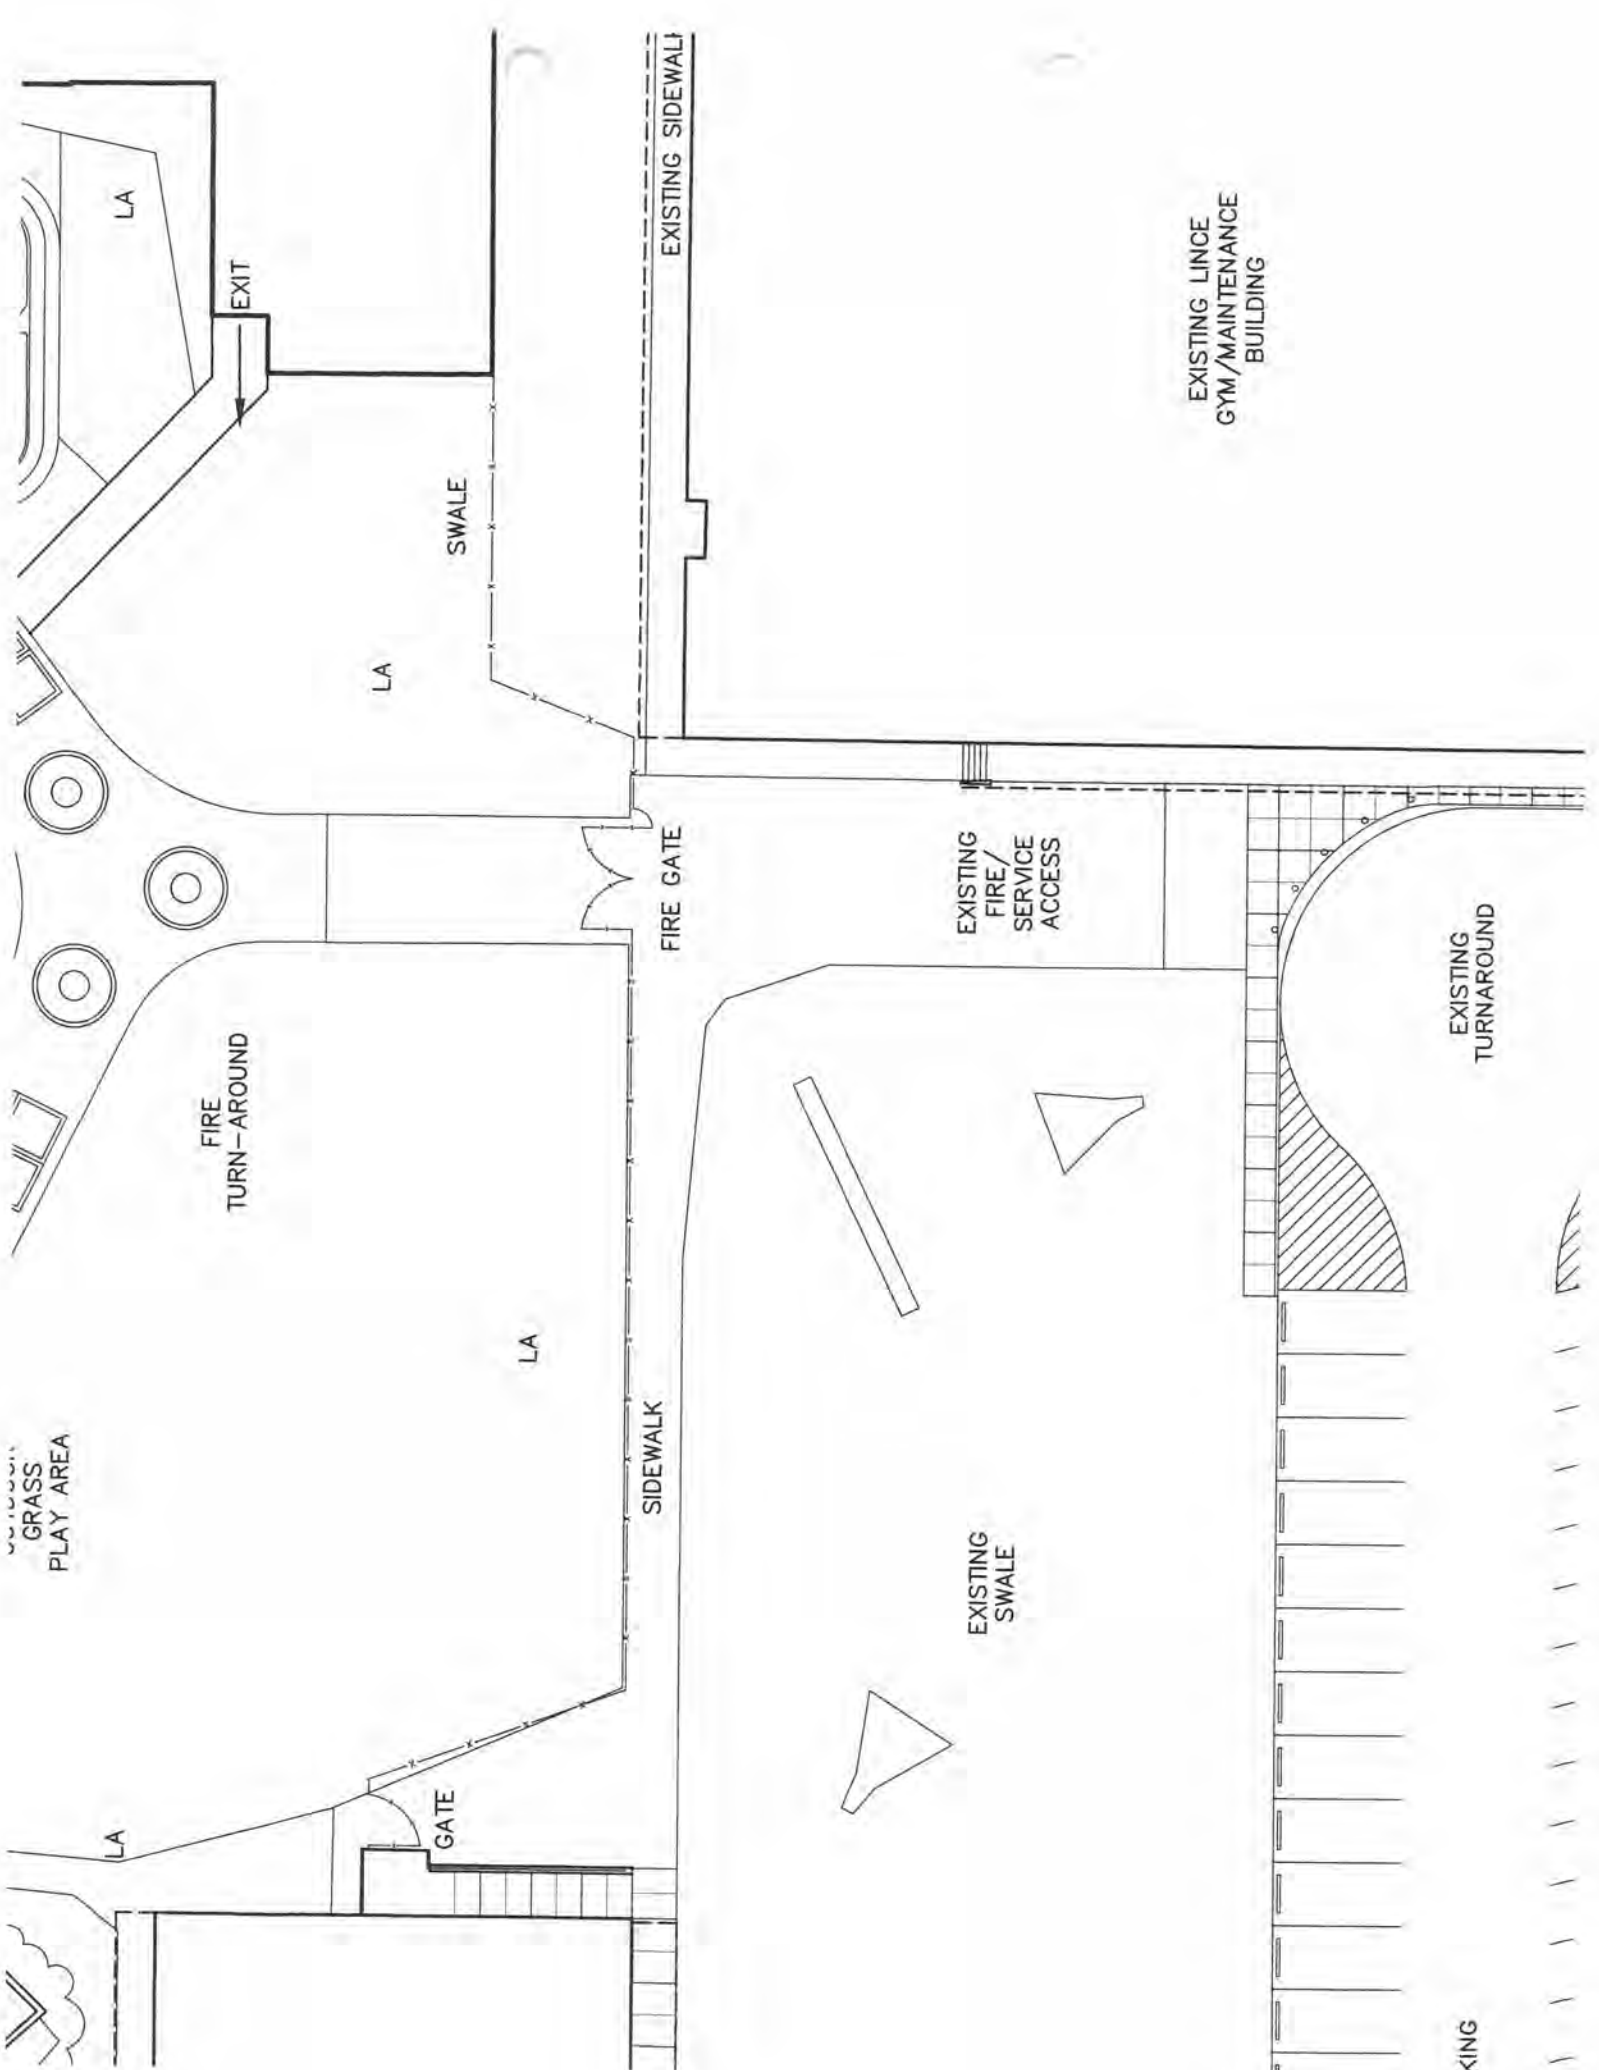 LA
EXIT
EXISTING SIDEWALK
EXISTING LINCE
GYM/MAINTENANCE
BUILDING
SWALE
LA
FIRE GATE
EXISTING
FIRE/
SERVICE
ACCESS
EXISTING
TURNAROUND
FIRE
TURN-AROUND
LA
GRASS
PLAY AREA
SIDEWALK
EXISTING
SWALE
LA
GATE
KING